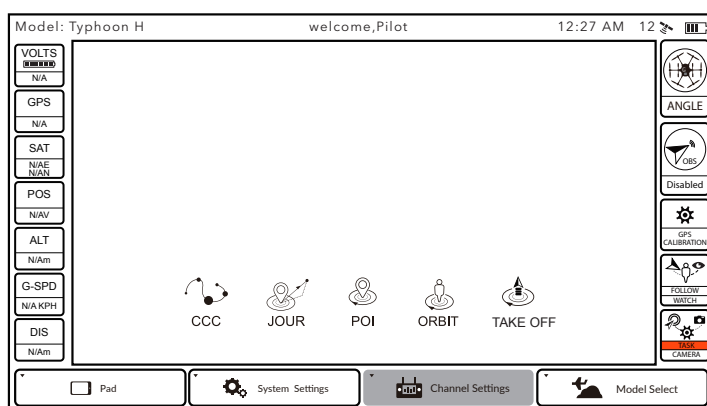 Model: Typhoon H welcome,Pilot 12:27 AM 12
VOLTS
N/A
GPS
N/A
SAT
N/AE
N/AN
POS
N/AV
ALT
N/Am
G-SPD
N/A KPH
DIS
N/Am
CCC JOUR POI ORBIT TAKE OFF
ANGLE
OBS
Disabled
GPS
CALIBRATION
FOLLOW
WATCH
TASK
CAMERA
Pad System Settings Channel Settings Model Select